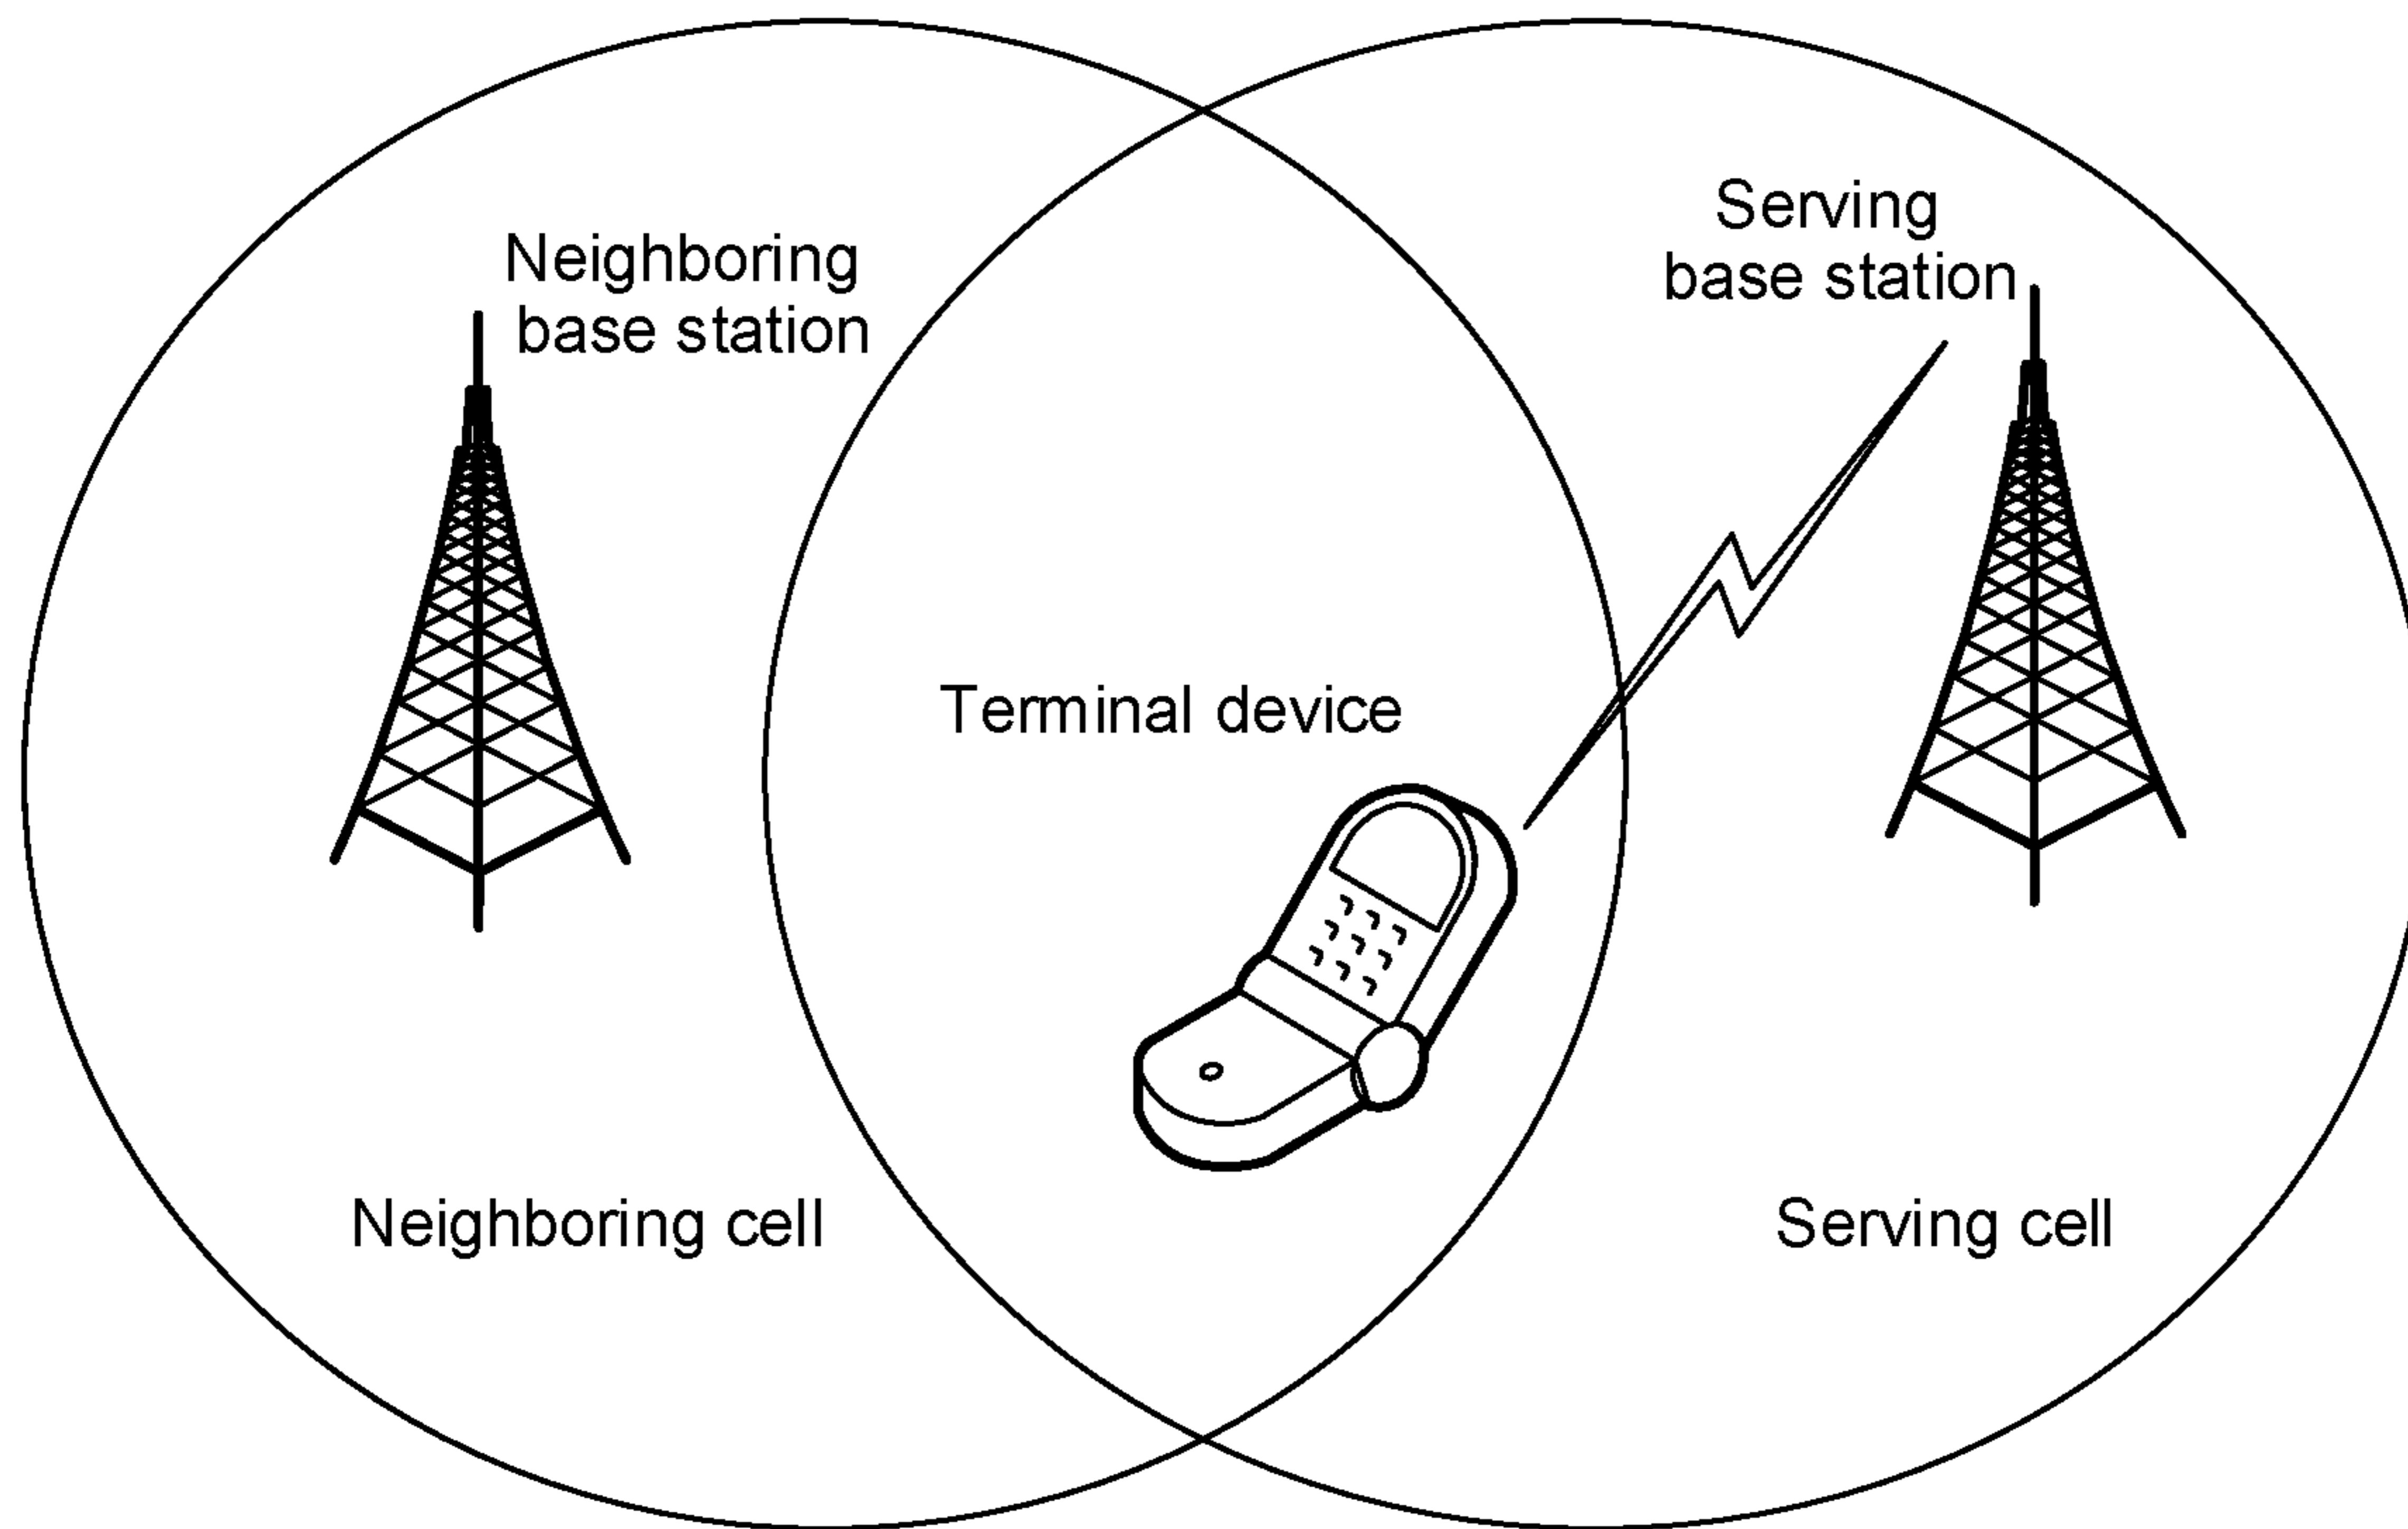 Neighboring
base station
Serving
base station
Terminal device
Neighboring cell
Serving cell